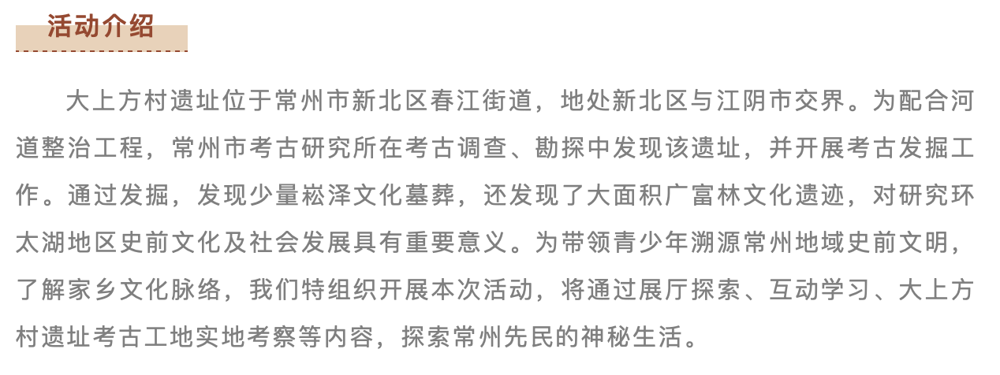 活动介绍
大上方村遗址位于常州市新北区春江街道，地处新北区与江阴市交界。为配合河
道整治工程，常州市考古研究所在考古调查、勘探中发现该遗址，并开展考古发掘工
作。通过发掘，发现少量崧泽文化墓葬，还发现了大面积广富林文化遗迹，对研究环
太湖地区史前文化及社会发展具有重要意义。为带领青少年溯源常州地域史前文明，
了解家乡文化脉络，我们特组织开展本次活动，将通过展厅探索、互动学习、大上方
村遗址考古工地实地考察等内容，探索常州先民的神秘生活。